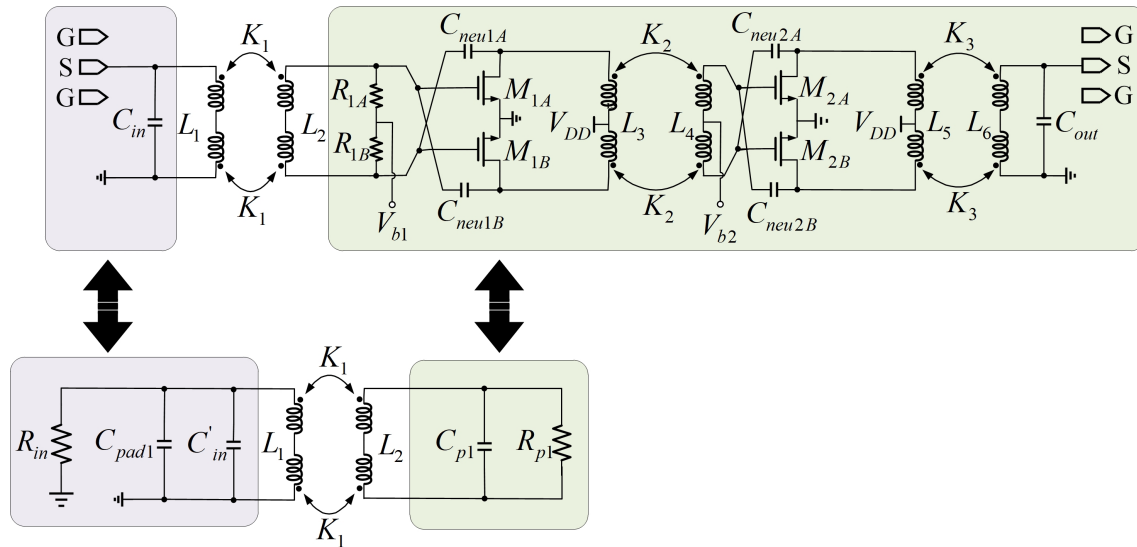 G
S
G
C_in
L_1
K_1
K_1
L_2
R_1A
R_1B
V_b1
C_neu1A
C_neu1B
M_1A
M_1B
V_DD
L_3
K_2
K_2
L_4
V_b2
C_neu2A
C_neu2B
M_2A
M_2B
V_DD
L_5
K_3
K_3
L_6
C_out
G
S
G
R_in
C_pad1
C'_in
L_1
K_1
K_1
L_2
C_p1
R_p1